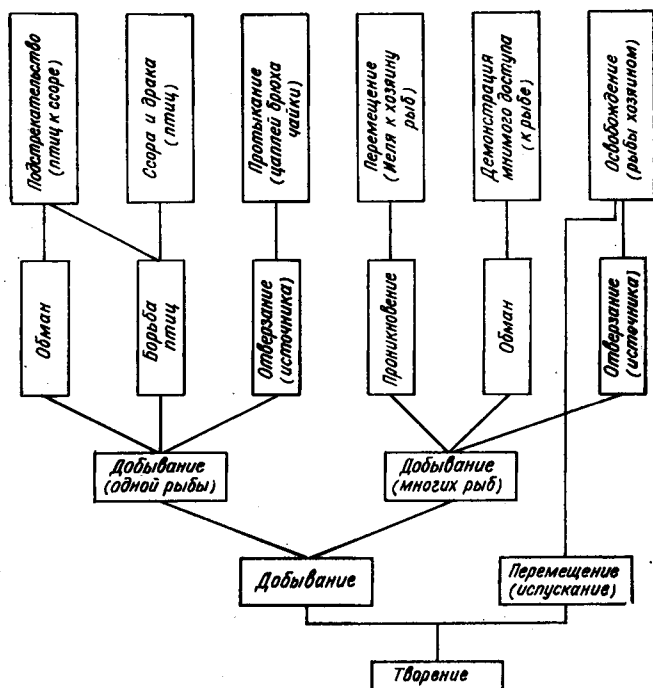 Подстрекательство
(птиц к ссоре)
Ссора и драка
(птиц)
Протыкание
(цаплей брюха
чайки)
Перемещение
(Меля к хозяину
рыб)
Демонстрация
мнимого доступа
(к рыбе)
Освобождение
(рыбы хозяином)
Обман
Борьба
птиц
Отверзание
(источника)
Проникновение
Обман
Отверзание
(источника)
Добывание
(одной рыбы)
Добывание
(многих рыб)
Добывание
Перемещение
(испускание)
Творение